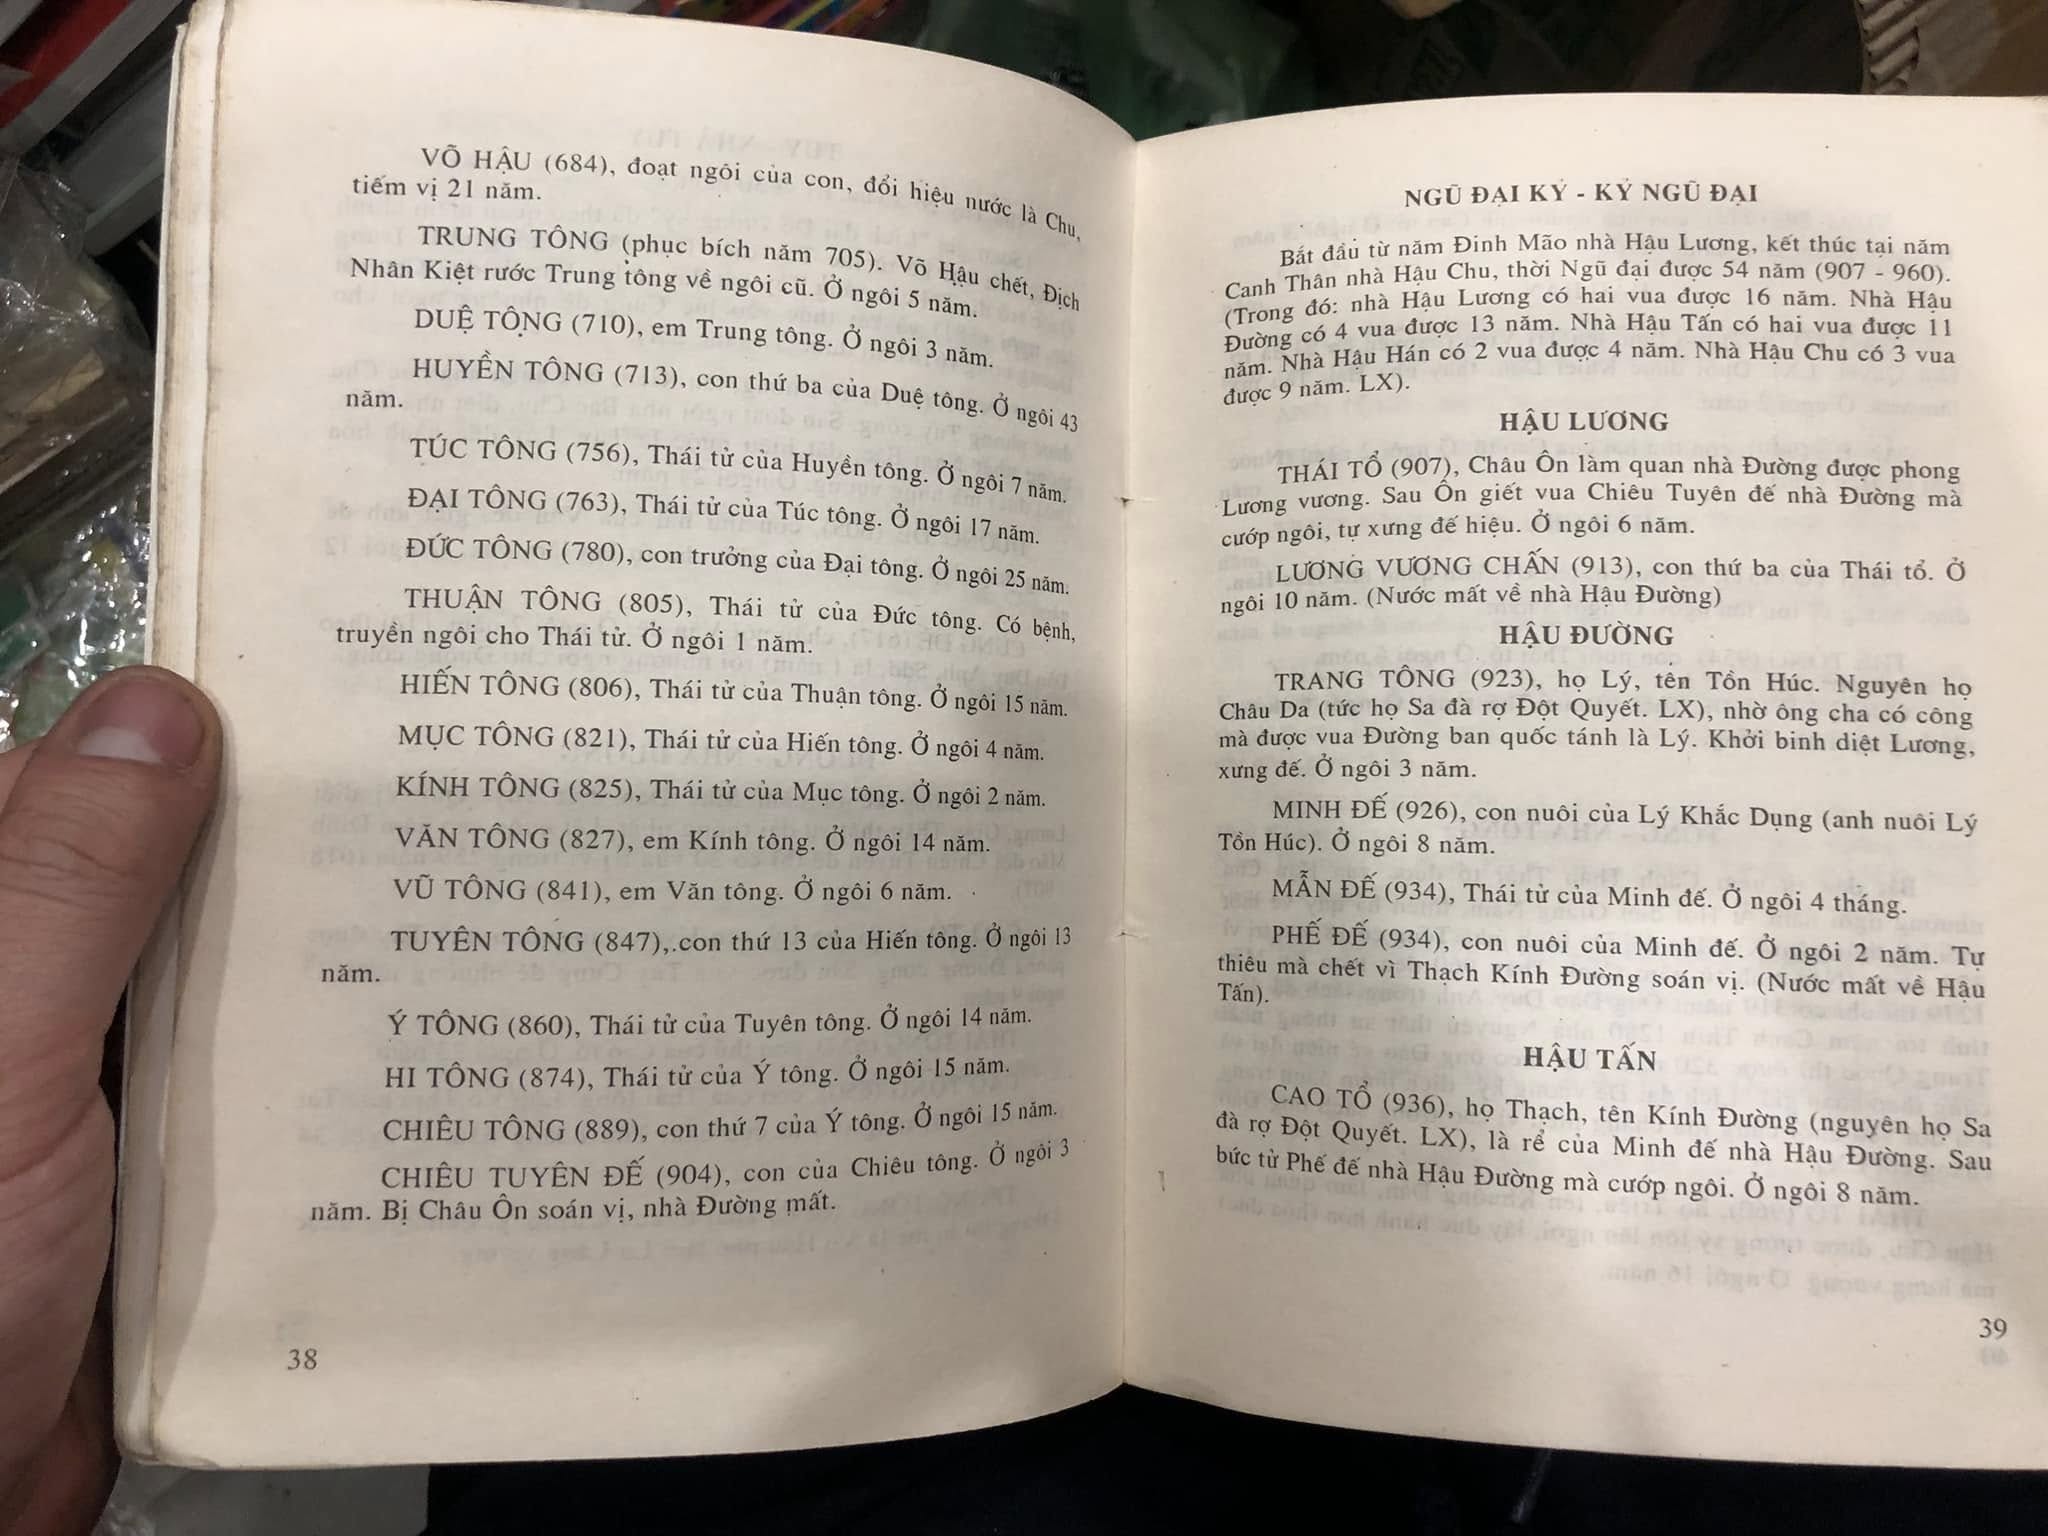 VÕ HẬU (684), đoạt ngôi của con, đổi hiệu nước là Chu,
tiếm vị 21 năm.
TRUNG TÔNG (phục bích năm 705). Võ Hậu chết, Địch
Nhân Kiệt rước Trung tông về ngôi cũ. Ở ngôi 5 năm.
DUỆ TÔNG (710), em Trung tông. Ở ngôi 3 năm.
HUYỀN TÔNG (713), con thứ ba của Duệ tông. Ở ngôi 43
năm.
TÚC TÔNG (756), Thái tử của Huyền tông. Ở ngôi 7 năm.
ĐẠI TÔNG (763), Thái tử của Túc tông. Ở ngôi 17 năm.
ĐỨC TÔNG (780), con trưởng của Đại tông. Ở ngôi 25 năm.
THUẬN TÔNG (805), Thái tử của Đức tông. Có bệnh,
truyền ngôi cho Thái tử. Ở ngôi 1 năm.
HIẾN TÔNG (806), Thái tử của Thuận tông. Ở ngôi 15 năm.
MỤC TÔNG (821), Thái tử của Hiến tông. Ở ngôi 4 năm.
KÍNH TÔNG (825), Thái tử của Mục tông. Ở ngôi 2 năm.
VĂN TÔNG (827), em Kính tông. Ở ngôi 14 năm.
VŨ TÔNG (841), em Văn tông. Ở ngôi 6 năm.
TUYÊN TÔNG (847),.con thứ 13 của Hiến tông. Ở ngôi 13
năm.
Ý TÔNG (860), Thái tử của Tuyên tông. Ở ngôi 14 năm.
HI TÔNG (874), Thái tử của Ý tông. Ở ngôi 15 năm.
CHIÊU TÔNG (889), con thứ 7 của Ý tông. Ở ngôi 15 năm.
CHIÊU TUYÊN ĐẾ (904), con của Chiêu tông. Ở ngôi 3
năm. Bị Châu Ôn soán vị, nhà Đường mất.
38
NGŨ ĐẠI KỶ - KỶ NGŨ ĐẠI
Bắt đầu từ năm Đinh Mão nhà Hậu Lương, kết thúc tại năm
Canh Thân nhà Hậu Chu, thời Ngũ đại được 54 năm (907 - 960).
(Trong đó: nhà Hậu Lương có hai vua được 16 năm. Nhà Hậu
Đường có 4 vua được 13 năm. Nhà Hậu Tấn có hai vua được 11
năm. Nhà Hậu Hán có 2 vua được 4 năm. Nhà Hậu Chu có 3 vua
được 9 năm. LX).
HẬU LƯƠNG
THÁI TỔ (907), Châu Ôn làm quan nhà Đường được phong
Lương vương. Sau Ôn giết vua Chiêu Tuyên đế nhà Đường mà
cướp ngôi, tự xưng đế hiệu. Ở ngôi 6 năm.
LƯƠNG VƯƠNG CHẤN (913), con thứ ba của Thái tổ. Ở
ngôi 10 năm. (Nước mất về nhà Hậu Đường)
HẬU ĐƯỜNG
TRANG TÔNG (923), họ Lý, tên Tồn Húc. Nguyên họ
Châu Da (tức họ Sa đà rợ Đột Quyết. LX), nhờ ông cha có công
mà được vua Đường ban quốc tánh là Lý. Khởi binh diệt Lương,
xưng đế. Ở ngôi 3 năm.
MINH ĐẾ (926), con nuôi của Lý Khắc Dụng (anh nuôi Lý
Tồn Húc). Ở ngôi 8 năm.
MẪN ĐẾ (934), Thái tử của Minh đế. Ở ngôi 4 tháng.
PHẾ ĐẾ (934), con nuôi của Minh đế. Ở ngôi 2 năm. Tự
thiêu mà chết vì Thạch Kính Đường soán vị. (Nước mất về Hậu
Tấn).
HẬU TẤN
CAO TỔ (936), họ Thạch, tên Kính Đường (nguyên họ Sa
đà rợ Đột Quyết. LX), là rể của Minh đế nhà Hậu Đường. Sau
bức tử Phế đế nhà Hậu Đường mà cướp ngôi. Ở ngôi 8 năm.
39